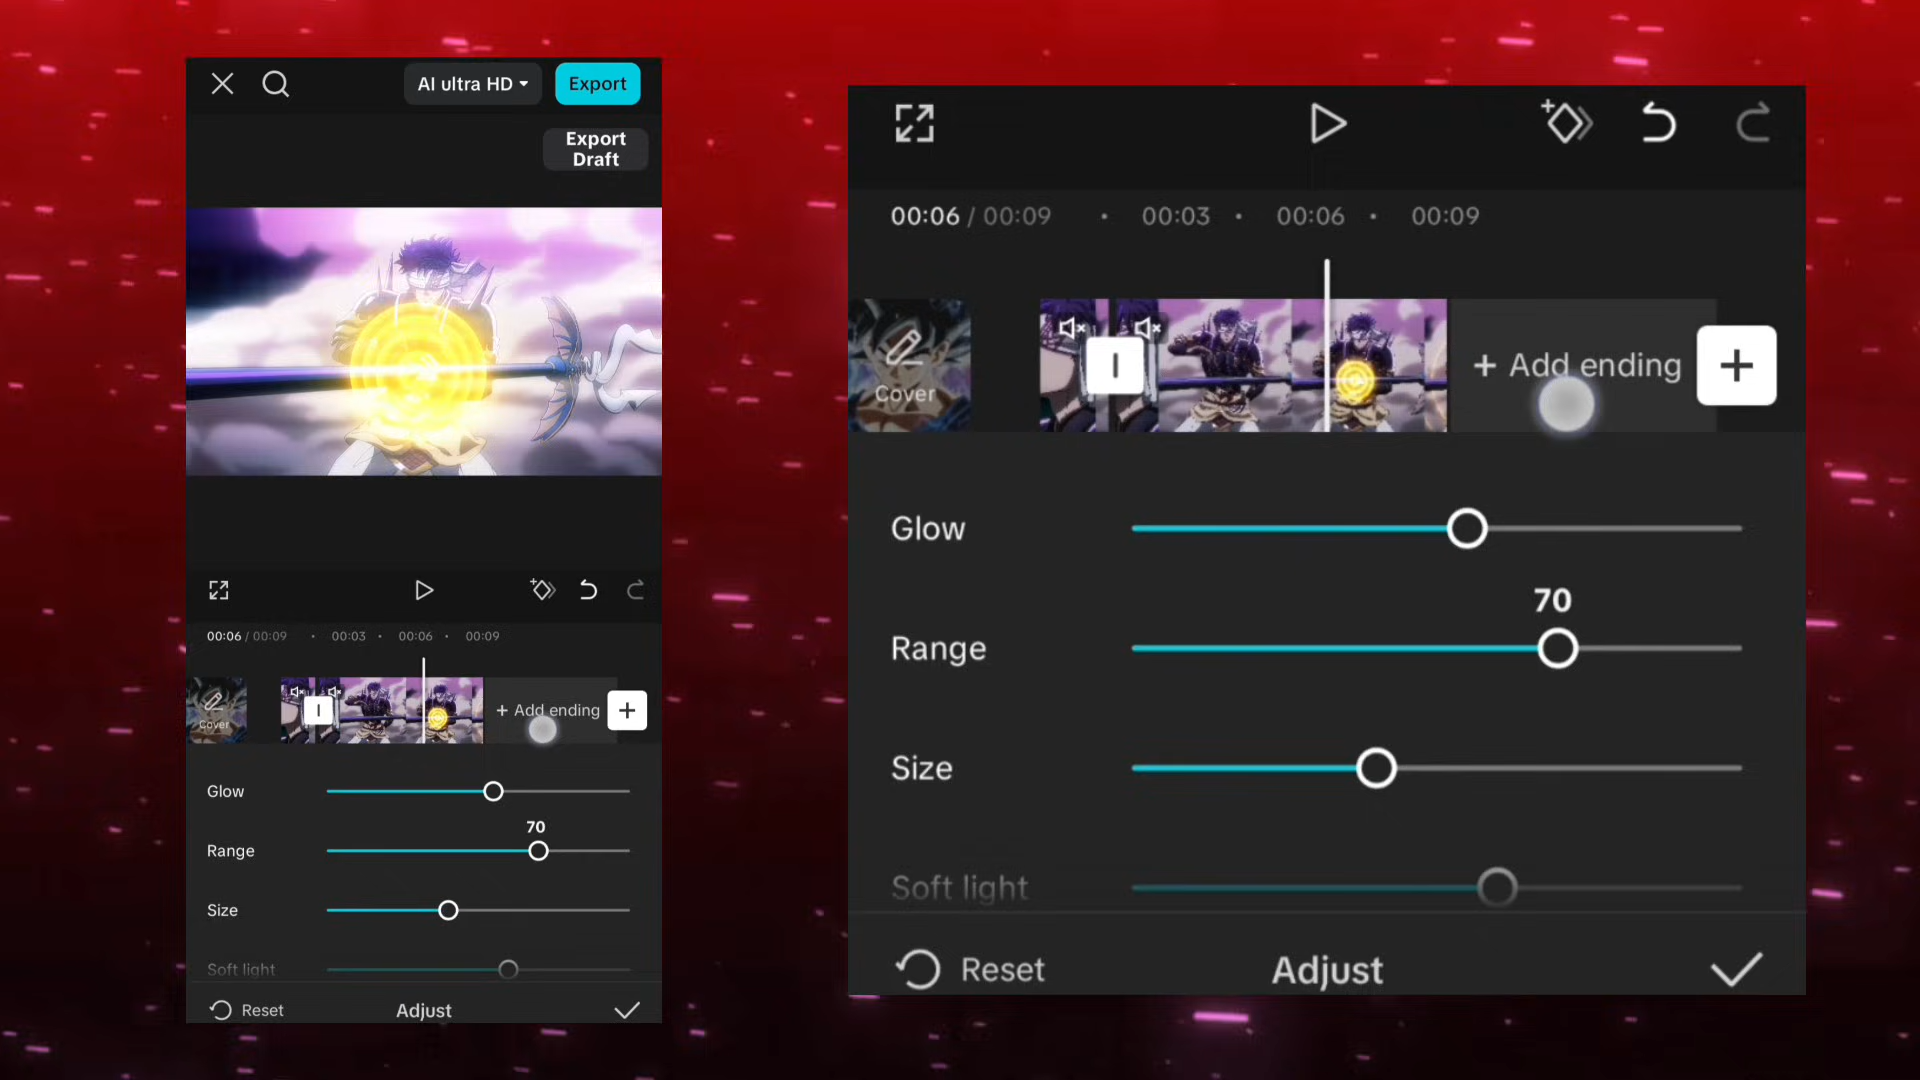 AI ultra HD
Export
Export
Draft
00:06 / 00:09
00:03
00:06
00:09
Cover
+ Add ending
Glow
70
Range
Size
Soft light
Reset
Adjust
00:06 / 00:09
00:03
00:06
00:09
Cover
+ Add ending
Glow
70
Range
Size
Soft light
Reset
Adjust